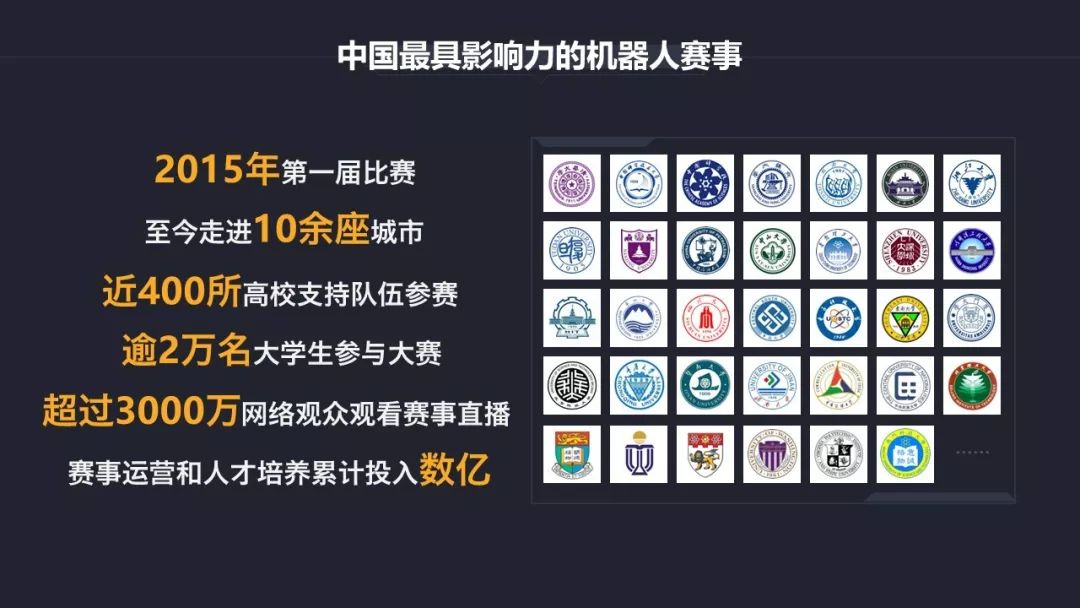 中国最具影响力的机器人赛事
2015年第一届比赛
至今走进10余座城市
近400所高校支持队伍参赛
逾2万名大学生参与大赛
超过3000万网络观众观看赛事直播
赛事运营和人才培养累计投入数亿
······